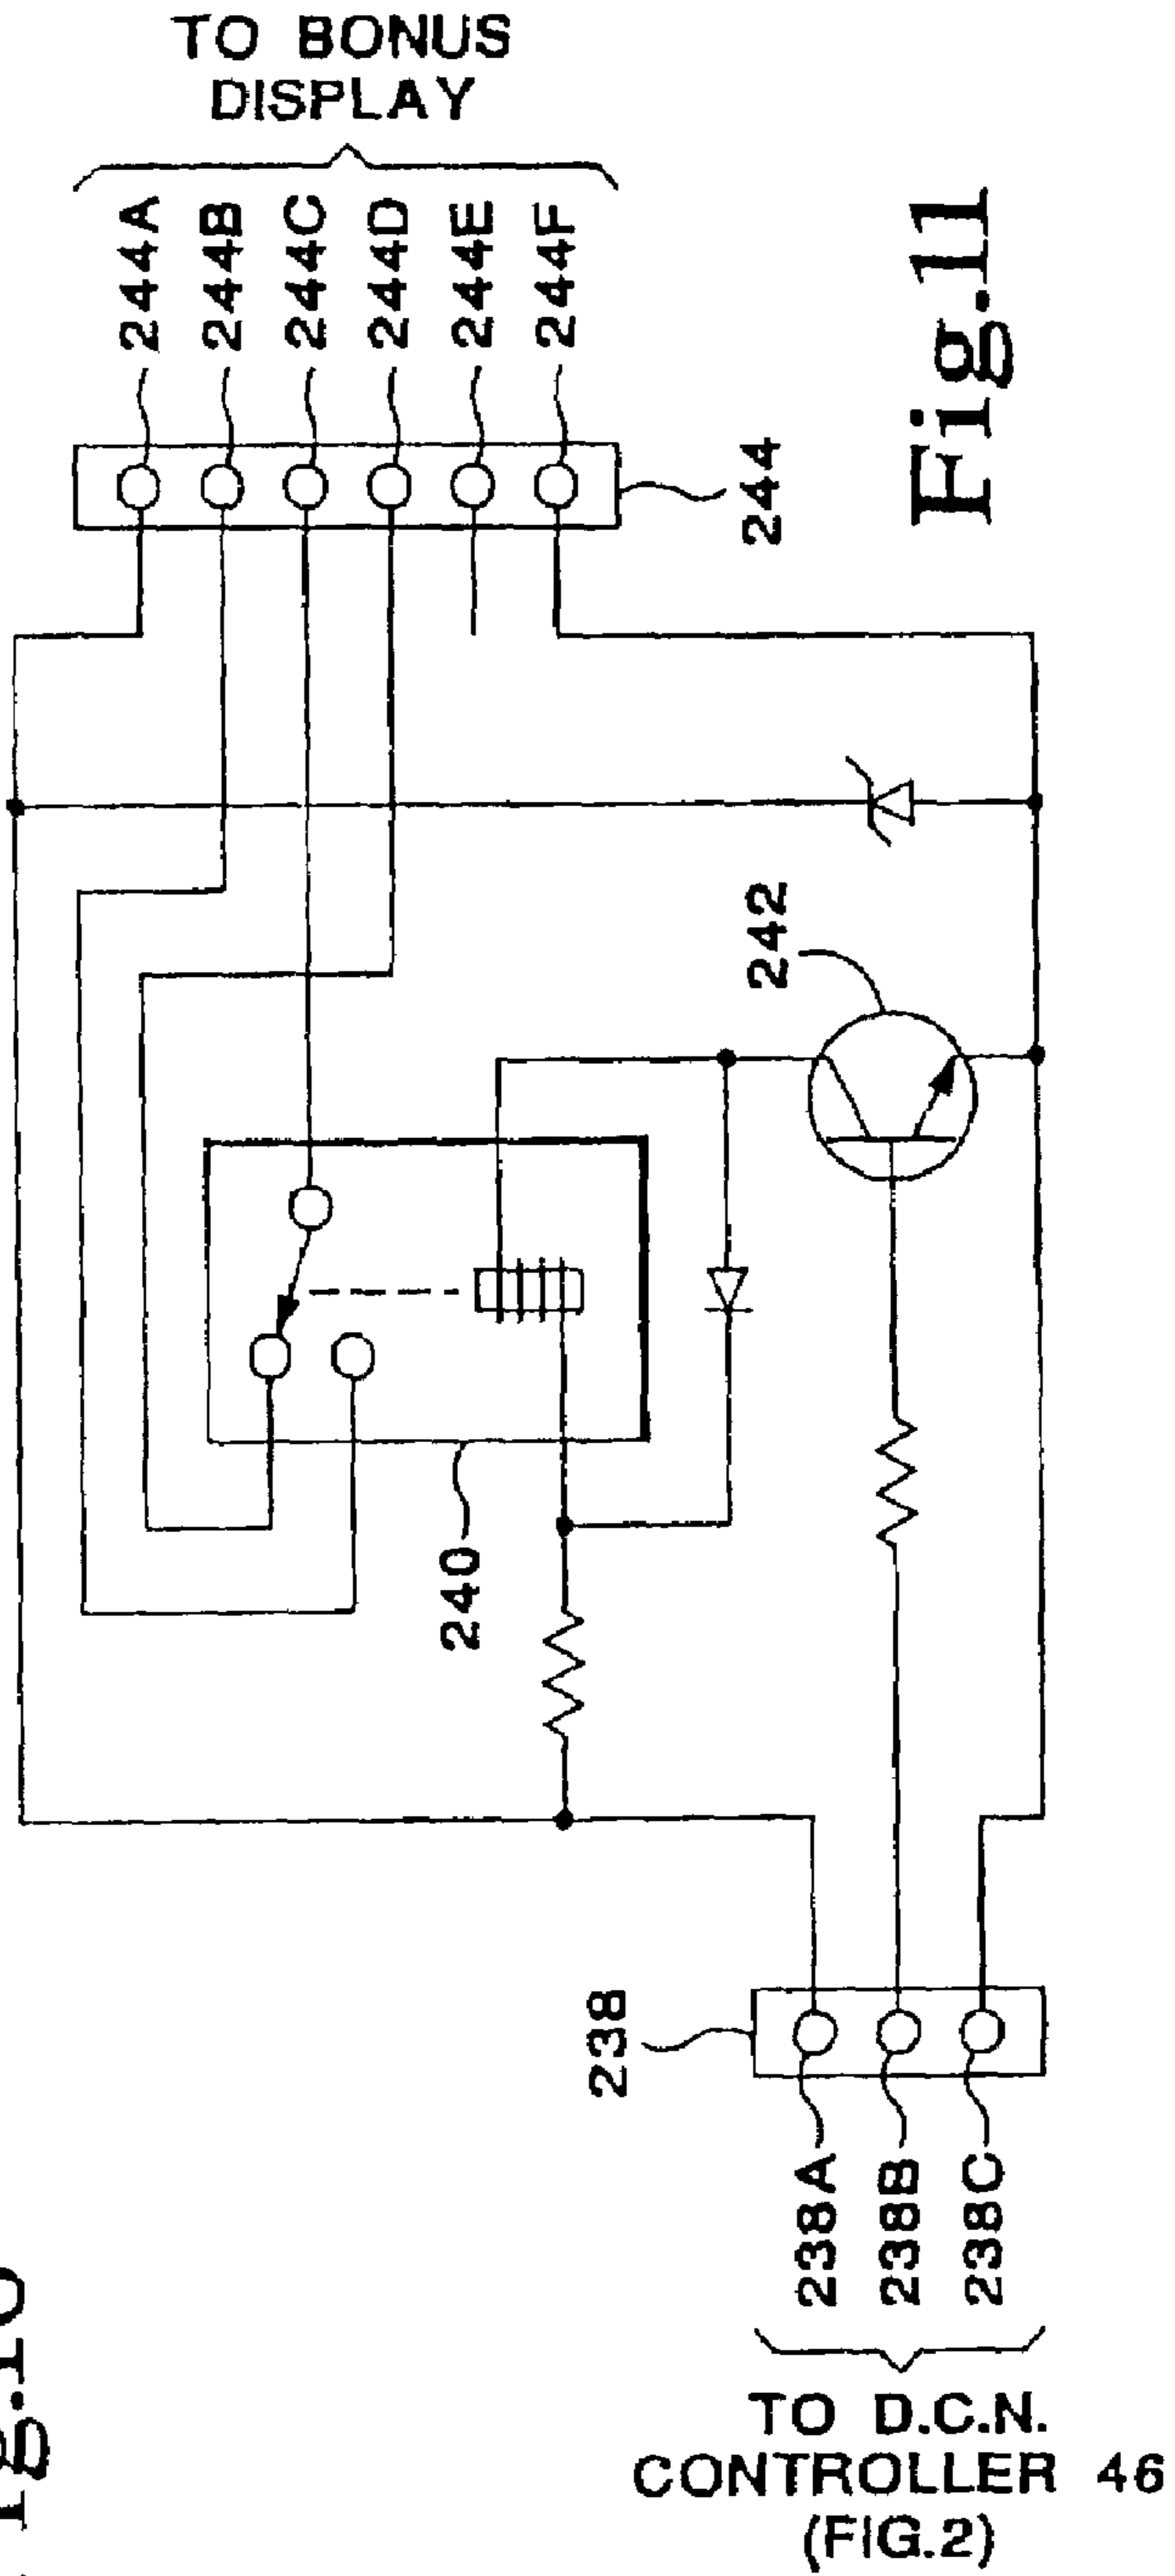 TO BONUS
DISPLAY
244A
244B
244C
244D
244E
244F
244
Fig.11
242
240
238
238A
238B
238C
TO D.C.N.
CONTROLLER 46
(FIG.2)